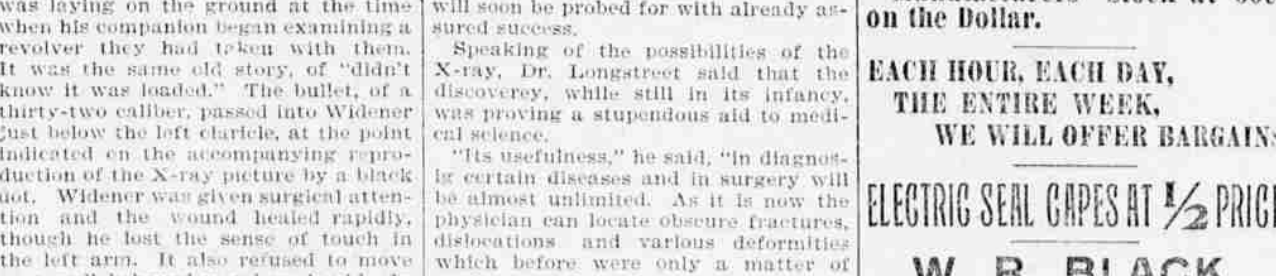 was laying on the ground at the time
when his companion began examining a
revolver they had taken with them.
It was the same old story, of "didn't
know it was loaded." The bullet, of a
thirty-two caliber, passed into Widener
just below the left claricle, at the point
indicated on the accompanying repro-
duction of the X-ray picture by a black
dot. Widener was given surgical atten-
tion and the wound healed rapidly,
though he lost the sense of touch in
the left arm. It also refused to move
will soon be probed for with already as-
sured success.
Speaking of the possibilities of the
X-ray, Dr. Longstreet said that the
discoverey, while still in its infancy,
was proving a stupendous aid to medi-
cal science.
"Its usefulness," he said, "in diagnos-
ig certain diseases and in surgery will
be almost unlimited. As it is now the
physician can locate obscure fractures,
dislocations and various deformities
which before were only a matter of
on the Dollar.
EACH HOUR, EACH DAY,
THE ENTIRE WEEK,
WE WILL OFFER BARGAINS
ELECTRIC SEAL CAPES AT 1/2 PRICE
W. R. BLACK